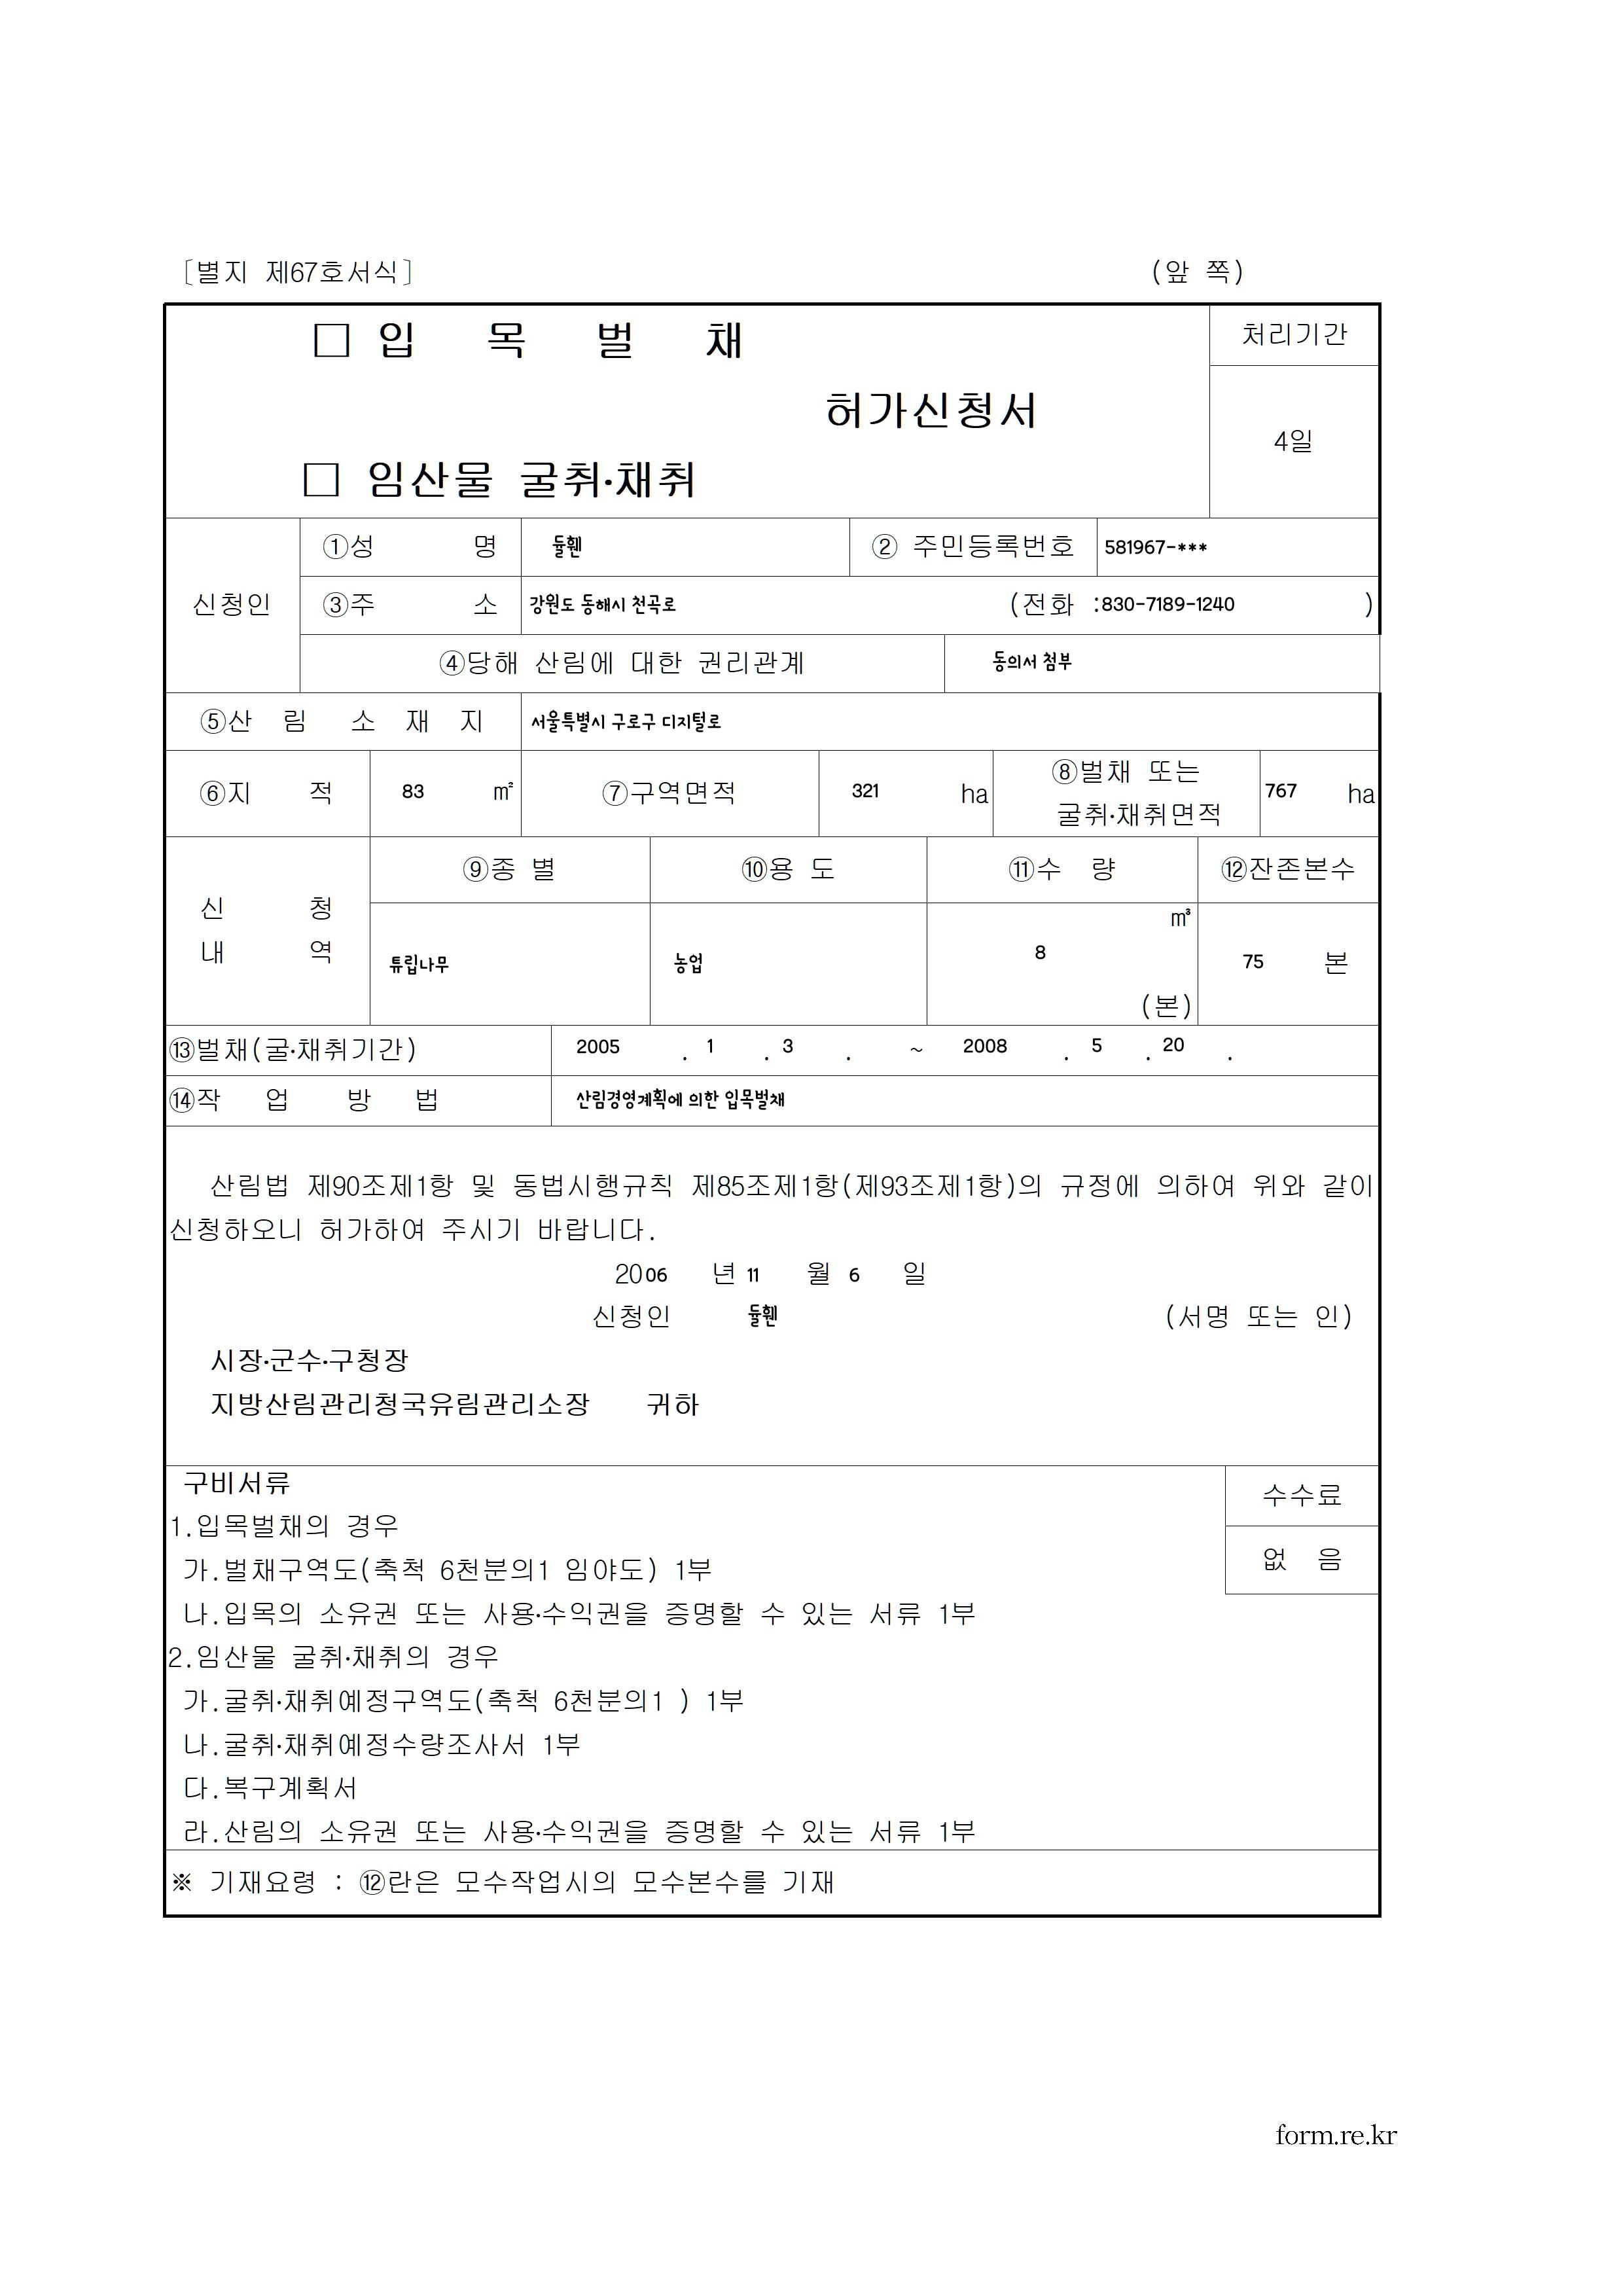 [별지 제67호서식] (앞 쪽)
□ 입 목 벌 채
허가신청서
□ 임산물 굴취·채취
처리기간
4일
신청인
①성 명 듈훤 ② 주민등록번호 581967-***
③주 소 강원도 동해시 천곡로 (전화 :830-7189-1240 )
④당해 산림에 대한 권리관계 동의서 첨부
⑤산 림 소 재 지 서울특별시 구로구 디지털로
⑥지 적 83 ㎡ ⑦구역면적 321 ha ⑧벌채 또는 굴취·채취면적 767 ha
신 청 내 역
⑨종 별 ⑩용 도 ⑪수 량 ⑫잔존본수
튜립나무 농업 8 ㎥ (본) 75 본
⑬벌채(굴·채취기간) 2005 . 1 . 3 . ~ 2008 . 5 . 20 .
⑭작 업 방 법 산림경영계획에 의한 입목벌채
산림법 제90조제1항 및 동법시행규칙 제85조제1항(제93조제1항)의 규정에 의하여 위와 같이
신청하오니 허가하여 주시기 바랍니다.
2006 년 11 월 6 일
신청인 듈훤 (서명 또는 인)
시장·군수·구청장
지방산림관리청국유림관리소장 귀하
구비서류
수수료
없 음
1.입목벌채의 경우
가.벌채구역도(축척 6천분의1 임야도) 1부
나.입목의 소유권 또는 사용·수익권을 증명할 수 있는 서류 1부
2.임산물 굴취·채취의 경우
가.굴취·채취예정구역도(축척 6천분의1 ) 1부
나.굴취·채취예정수량조사서 1부
다.복구계획서
라.산림의 소유권 또는 사용·수익권을 증명할 수 있는 서류 1부
※ 기재요령 : ⑫란은 모수작업시의 모수본수를 기재
form.re.kr